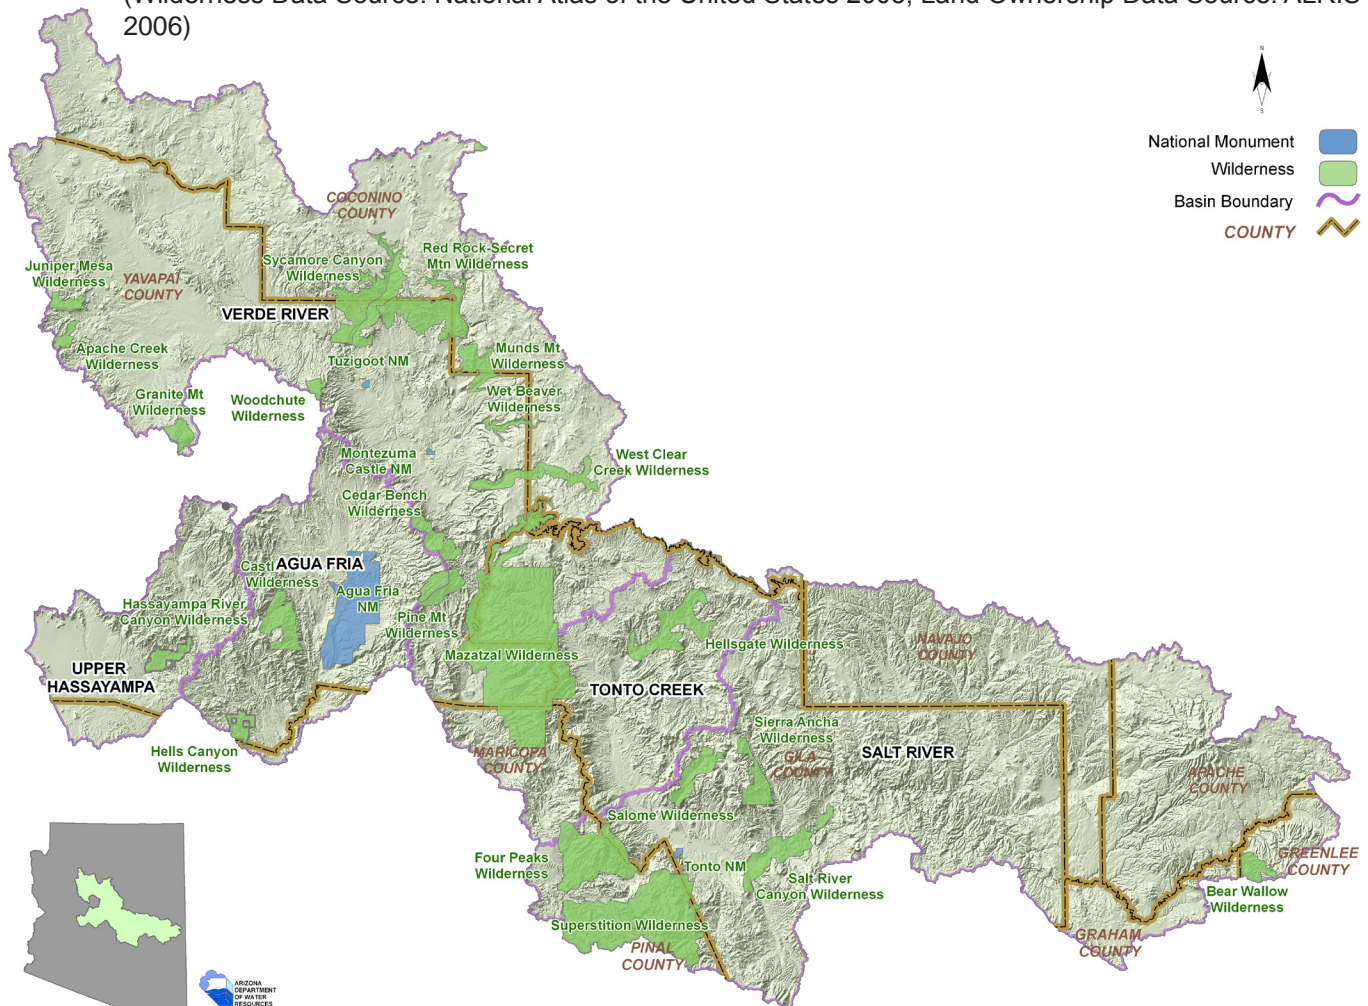 2006)
N
S
National Monument
Wilderness
Basin Boundary
COUNTY
COCONINO
COUNTY
Red Rock-Secret
Mtn Wilderness
Sycamore Canyon
Wilderness
Juniper Mesa
Wilderness
YAVAPAI
COUNTY
VERDE RIVER
Apache Creek
Wilderness
Tuzigoot NM
Munds Mt
Wilderness
Granite Mt
Wilderness
Woodchute
Wilderness
Wet Beaver
Wilderness
Montezuma
Castle NM
West Clear
Creek Wilderness
Cedar Bench
Wilderness
AGUA FRIA
Casti
Wilderness
Agua Fria
NM
Hassayampa River
Canyon Wilderness
Pine Mt
Wilderness
Hellsgate Wilderness
NAVAJO
COUNTY
Mazatzal Wilderness
UPPER
HASSAYAMPA
TONTO CREEK
Sierra Ancha
Wilderness
Hells Canyon
Wilderness
MARICOPA
COUNTY
GILA
COUNTY
SALT RIVER
APACHE
COUNTY
Salome Wilderness
Four Peaks
Wilderness
Tonto NM
Salt River
Canyon Wilderness
GREENLEE
COUNTY
Bear Wallow
Wilderness
Superstition Wilderness
PINAL
COUNTY
GRAHAM
COUNTY
ARIZONA
DEPARTMENT
OF WATER
RESOURCES